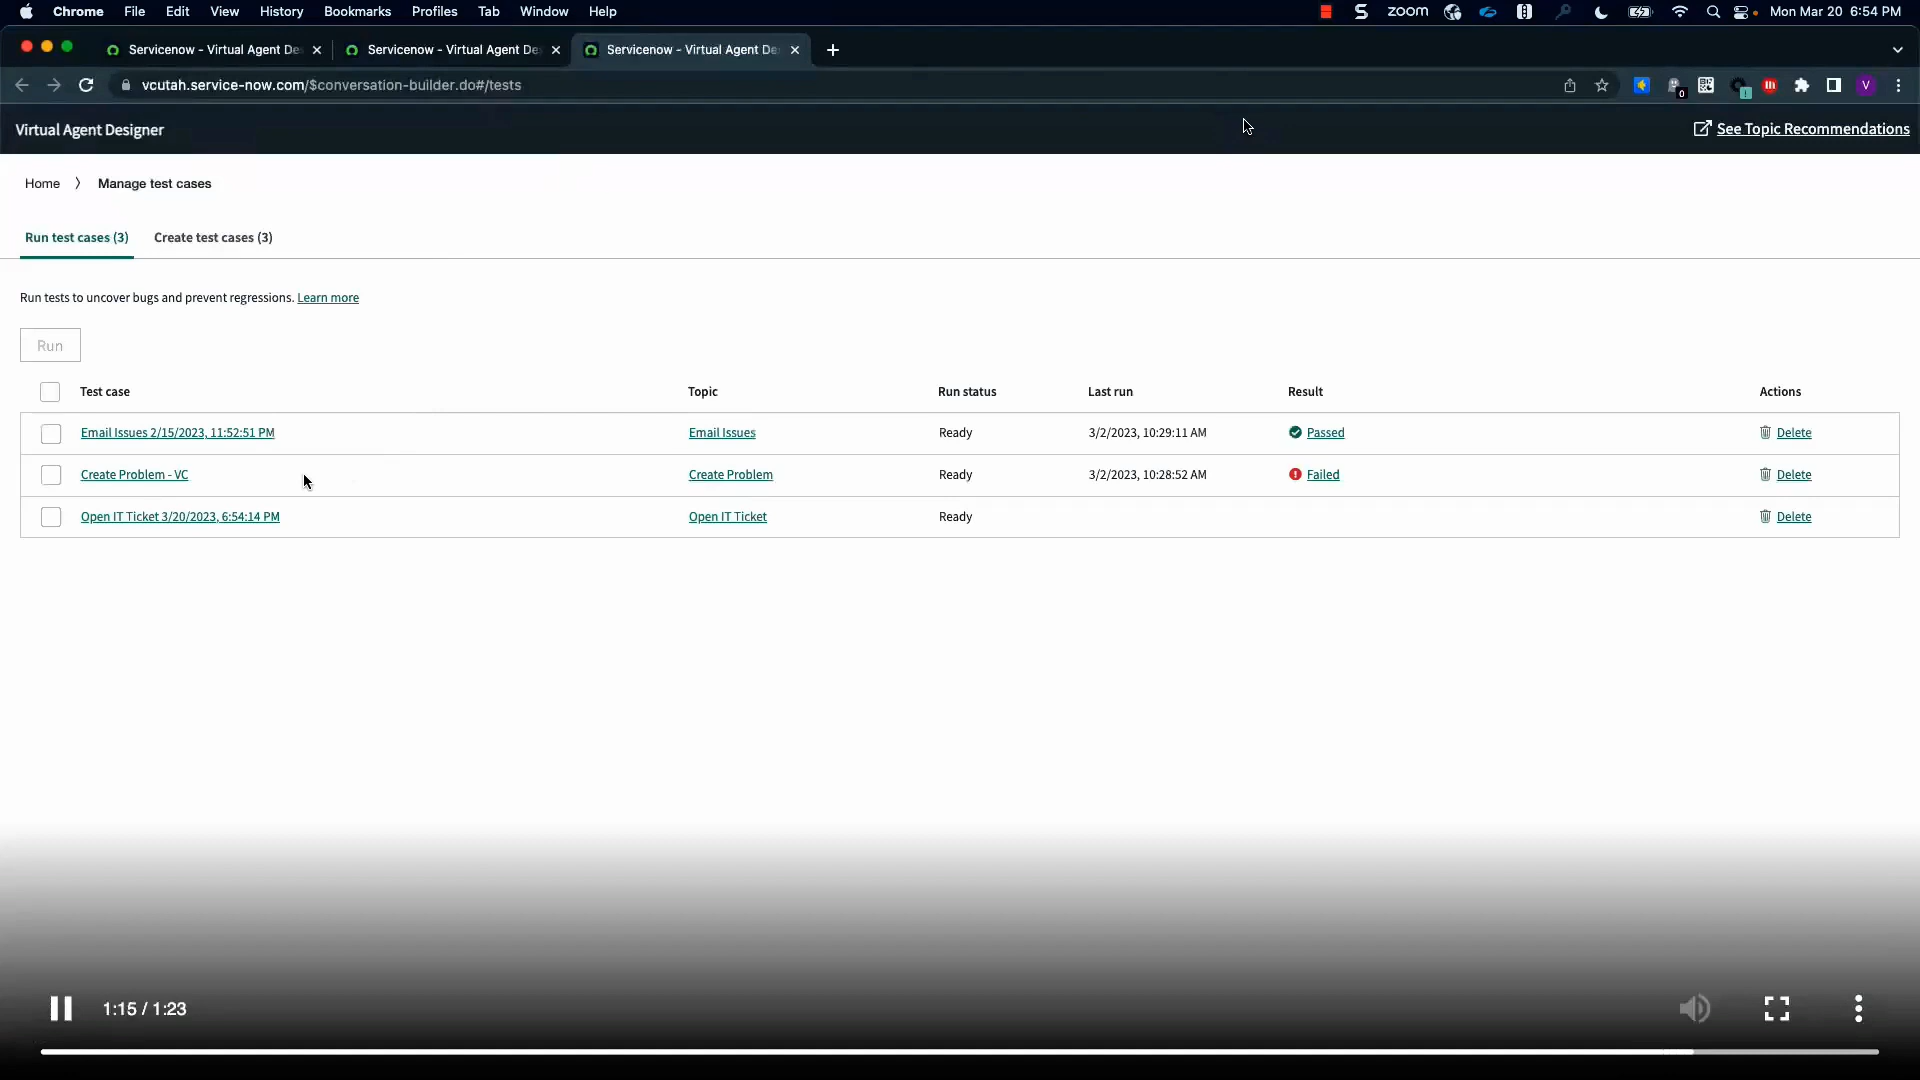 Chrome File Edit View History Bookmarks Profiles Tab Window Help zoom Mon Mar 20 6:54 PM
Servicenow - Virtual Agent De Servicenow - Virtual Agent De Servicenow - Virtual Agent De
vcutah.service-now.com/$conversation-builder.do#/tests 0 V
Virtual Agent Designer See Topic Recommendations
Home Manage test cases
Run test cases (3) Create test cases (3)
Run tests to uncover bugs and prevent regressions. Learn more
Run
Test case Topic Run status Last run Result Actions
Email Issues 2/15/2023, 11:52:51 PM Email Issues Ready 3/2/2023, 10:29:11 AM Passed Delete
Create Problem - VC Create Problem Ready 3/2/2023, 10:28:52 AM Failed Delete
Open IT Ticket 3/20/2023, 6:54:14 PM Open IT Ticket Ready Delete
1:15 / 1:23